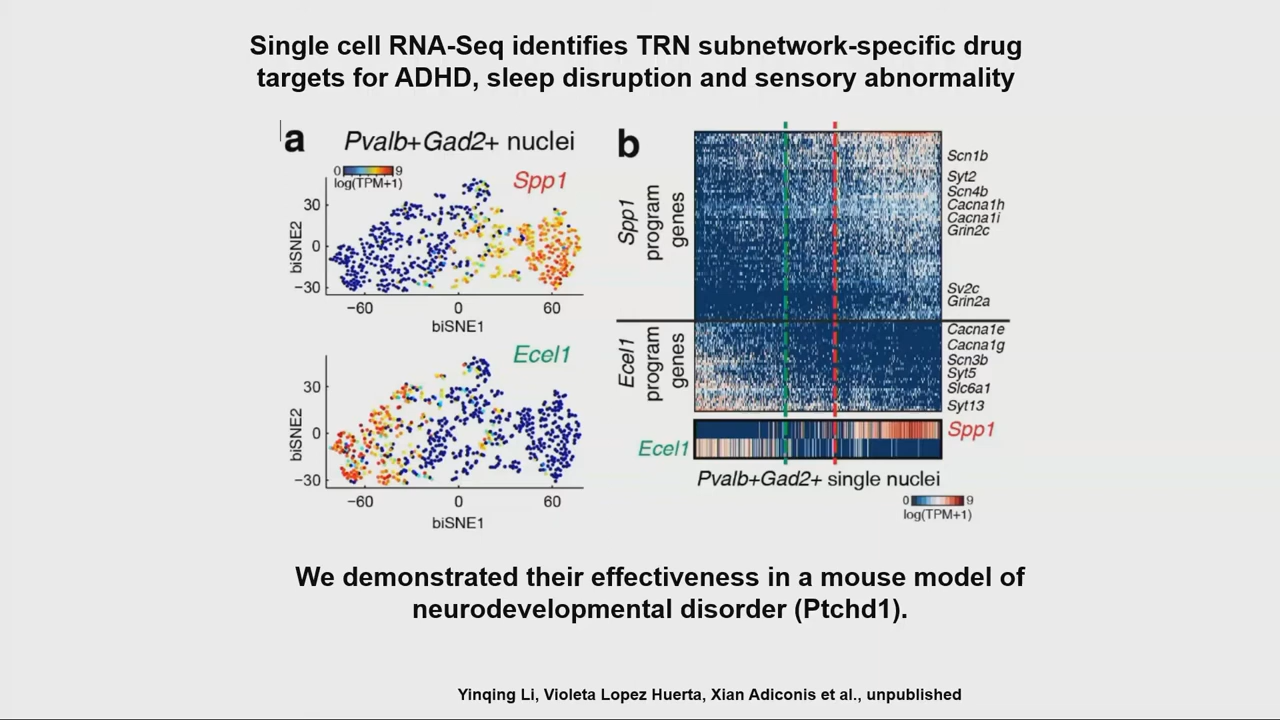 Single cell RNA-Seq identifies TRN subnetwork-specific drug
targets for ADHD, sleep disruption and sensory abnormality
a
Pvalb+Gad2+ nuclei
0 9
log(TPM+1)
Spp1
30
0
−30
biSNE2
−60 0 60
biSNE1
Ecel1
30
0
−30
biSNE2
−60 0 60
biSNE1
b
Spp1
program
genes
Scn1b
Syt2
Scn4b
Cacna1h
Cacna1i
Grin2c
Sv2c
Grin2a
Ecel1
program
genes
Cacna1e
Cacna1g
Scn3b
Syt5
Slc6a1
Syt13
Spp1
Ecel1
Pvalb+Gad2+ single nuclei
0 9
log(TPM+1)
We demonstrated their effectiveness in a mouse model of
neurodevelopmental disorder (Ptchd1).
Yinqing Li, Violeta Lopez Huerta, Xian Adiconis et al., unpublished